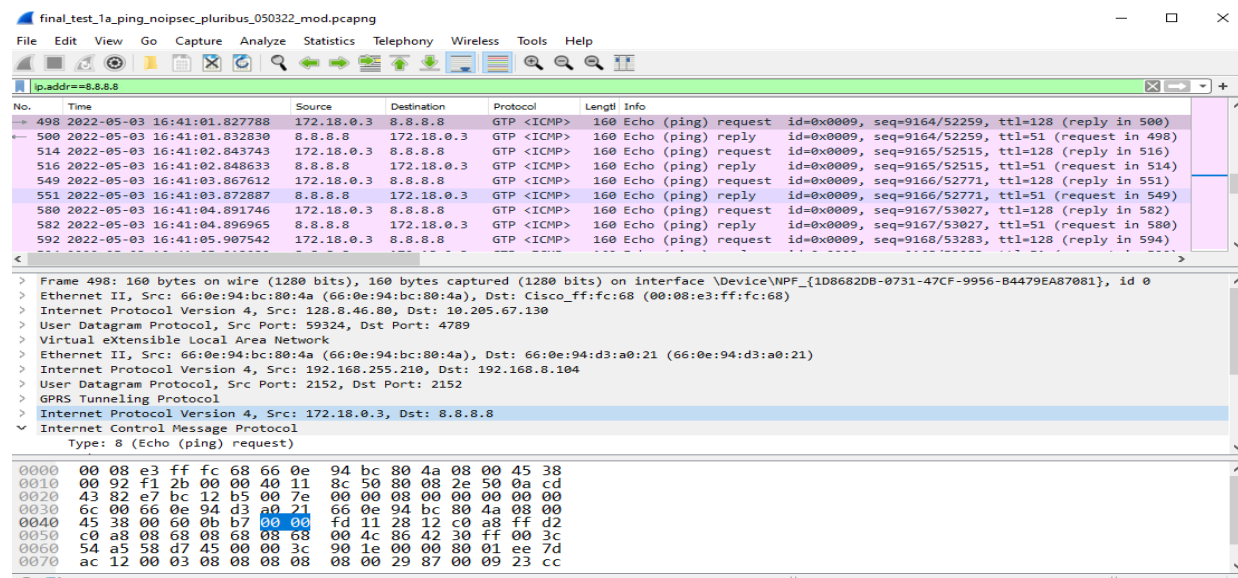 final_test_1a_ping_noipsec_pluribus_050322_mod.pcapng
File Edit View Go Capture Analyze Statistics Telephony Wireless Tools Help
ip.addr==8.8.8.8
No. Time Source Destination Protocol Lengtl Info
498 2022-05-03 16:41:01.827788 172.18.0.3 8.8.8.8 GTP <ICMP> 160 Echo (ping) request id=0x0009, seq=9164/52259, ttl=128 (reply in 500)
500 2022-05-03 16:41:01.832830 8.8.8.8 172.18.0.3 GTP <ICMP> 160 Echo (ping) reply id=0x0009, seq=9164/52259, ttl=51 (request in 498)
514 2022-05-03 16:41:02.843743 172.18.0.3 8.8.8.8 GTP <ICMP> 160 Echo (ping) request id=0x0009, seq=9165/52515, ttl=128 (reply in 516)
516 2022-05-03 16:41:02.848633 8.8.8.8 172.18.0.3 GTP <ICMP> 160 Echo (ping) reply id=0x0009, seq=9165/52515, ttl=51 (request in 514)
549 2022-05-03 16:41:03.867612 172.18.0.3 8.8.8.8 GTP <ICMP> 160 Echo (ping) request id=0x0009, seq=9166/52771, ttl=128 (reply in 551)
551 2022-05-03 16:41:03.872887 8.8.8.8 172.18.0.3 GTP <ICMP> 160 Echo (ping) reply id=0x0009, seq=9166/52771, ttl=51 (request in 549)
580 2022-05-03 16:41:04.891746 172.18.0.3 8.8.8.8 GTP <ICMP> 160 Echo (ping) request id=0x0009, seq=9167/53027, ttl=128 (reply in 582)
582 2022-05-03 16:41:04.896965 8.8.8.8 172.18.0.3 GTP <ICMP> 160 Echo (ping) reply id=0x0009, seq=9167/53027, ttl=51 (request in 580)
592 2022-05-03 16:41:05.907542 172.18.0.3 8.8.8.8 GTP <ICMP> 160 Echo (ping) request id=0x0009, seq=9168/53283, ttl=128 (reply in 594)
> Frame 498: 160 bytes on wire (1280 bits), 160 bytes captured (1280 bits) on interface \Device\NPF_{1D8682DB-0731-47CF-9956-B4479EA87081}, id 0
> Ethernet II, Src: 66:0e:94:bc:80:4a (66:0e:94:bc:80:4a), Dst: Cisco_ff:fc:68 (00:08:e3:ff:fc:68)
> Internet Protocol Version 4, Src: 128.8.46.80, Dst: 10.205.67.130
> User Datagram Protocol, Src Port: 59324, Dst Port: 4789
> Virtual eXtensible Local Area Network
> Ethernet II, Src: 66:0e:94:bc:80:4a (66:0e:94:bc:80:4a), Dst: 66:0e:94:d3:a0:21 (66:0e:94:d3:a0:21)
> Internet Protocol Version 4, Src: 192.168.255.210, Dst: 192.168.8.104
> User Datagram Protocol, Src Port: 2152, Dst Port: 2152
> GPRS Tunneling Protocol
> Internet Protocol Version 4, Src: 172.18.0.3, Dst: 8.8.8.8
Internet Control Message Protocol
Type: 8 (Echo (ping) request)
0000 00 08 e3 ff fc 68 66 0e 94 bc 80 4a 08 00 45 38
0010 00 92 f1 2b 00 00 40 11 8c 50 80 08 2e 50 0a cd
0020 43 82 e7 bc 12 b5 00 7e 00 00 08 00 00 00 00 00
0030 6c 00 66 0e 94 d3 a0 21 66 0e 94 bc 80 4a 08 00
0040 45 38 00 60 0b b7 00 00 fd 11 28 12 c0 a8 ff d2
0050 c0 a8 08 68 08 68 08 68 00 4c 86 42 30 ff 00 3c
0060 54 a5 58 d7 45 00 00 3c 90 1e 00 00 80 01 ee 7d
0070 ac 12 00 03 08 08 08 08 08 00 29 87 00 09 23 cc